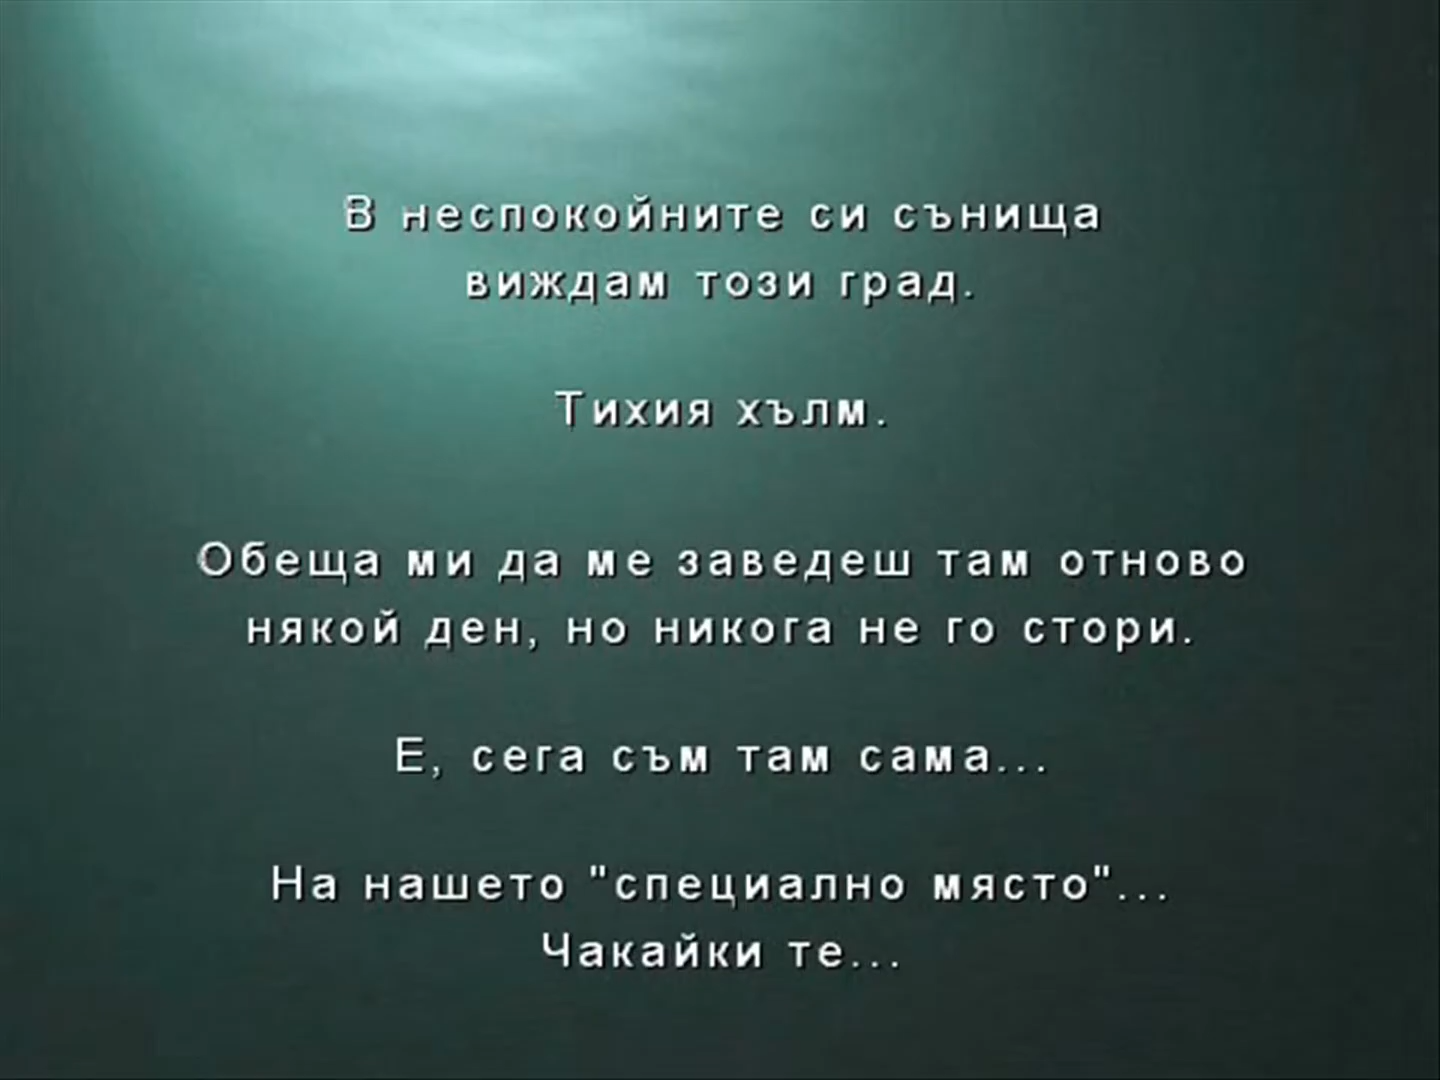 В неспокойните си сънища
виждам този град.
Тихия хълм.
Обеща ми да ме заведеш там отново
някой ден, но никога не го стори.
Е, сега съм там сама...
На нашето "специално място"...
Чакайки те...